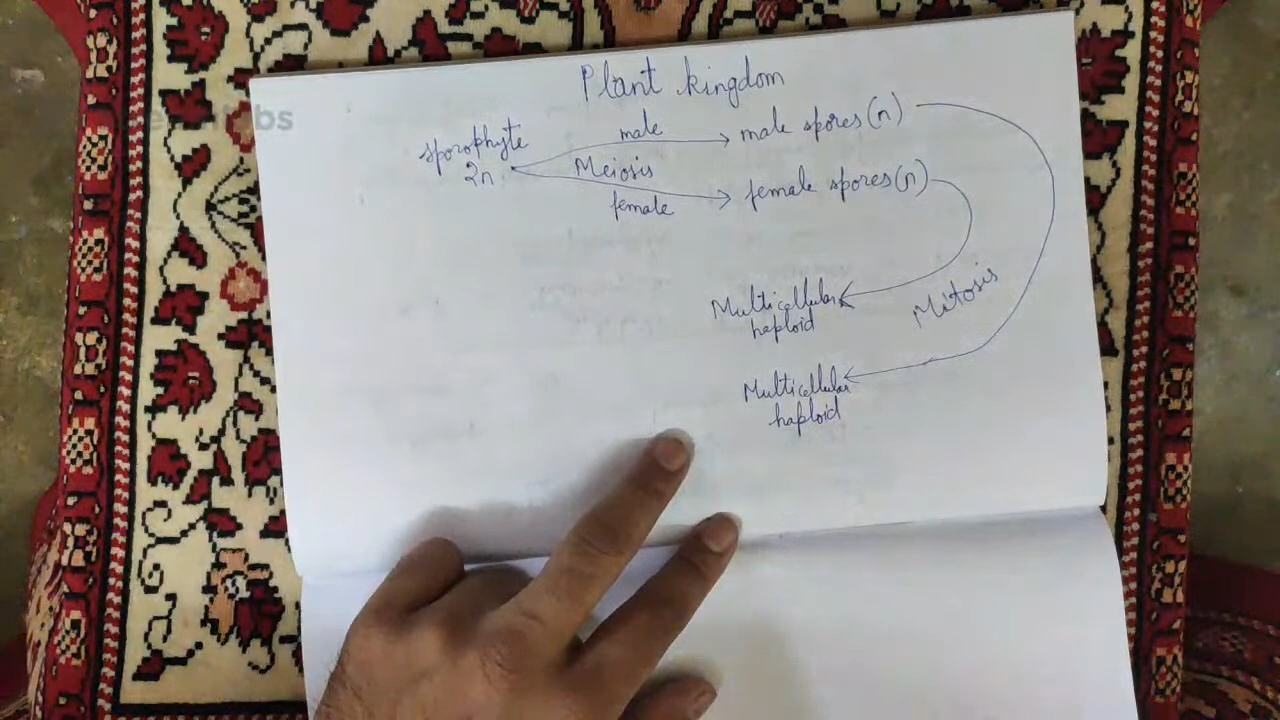 Plant kingdom
sporophyte
2n
male
Meiosis
female
male spores (n)
female spores (n)
Mitosis
Multicellular
haploid
Multicellular
haploid